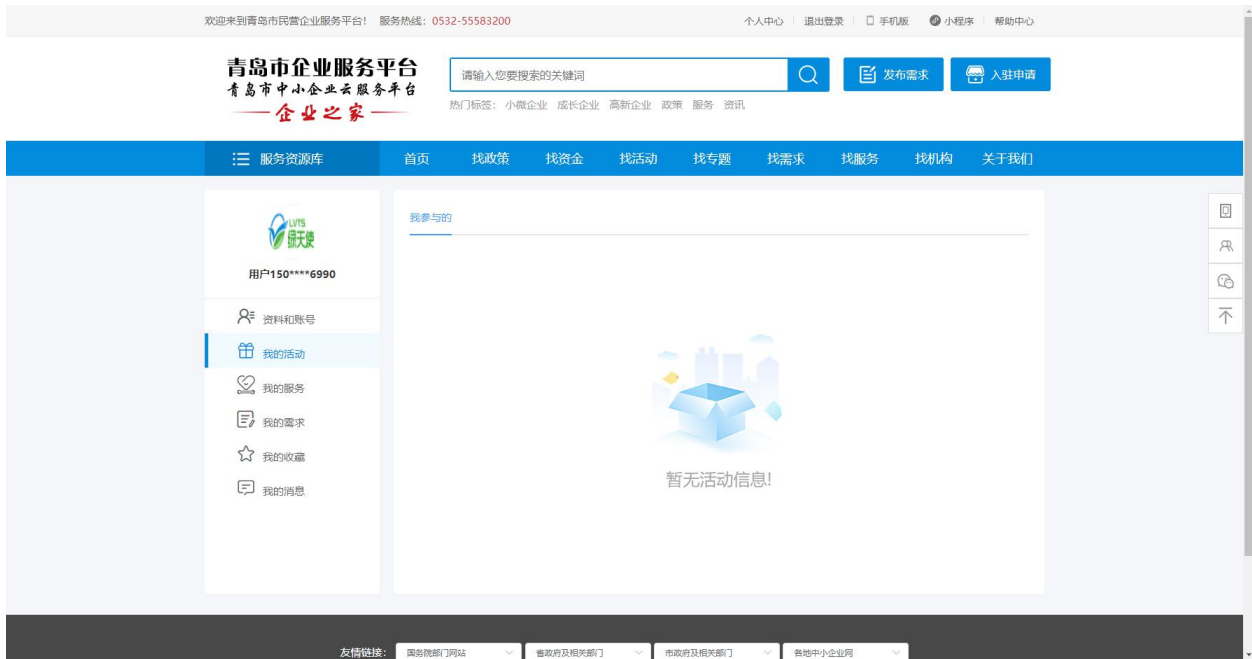 欢迎来到青岛市民营企业服务平台! 服务热线: 0532-55583200 个人中心 退出登录 手机版 小程序 帮助中心
青岛市企业服务平台
青岛市中小企业云服务平台
企业之家
请输入您要搜索的关键词
发布需求 入驻申请
热门标签: 小微企业 成长企业 高新企业 政策 服务 资讯
服务资源库 首页 找政策 找资金 找活动 找专题 找需求 找服务 找机构 关于我们
LVTS
绿天使
用户150****6990
资料和账号
我的活动
我的服务
我的需求
我的收藏
我的消息
我参与的
暂无活动信息!
友情链接: 国务院部门网站 省政府及相关部门 市政府及相关部门 各地中小企业网